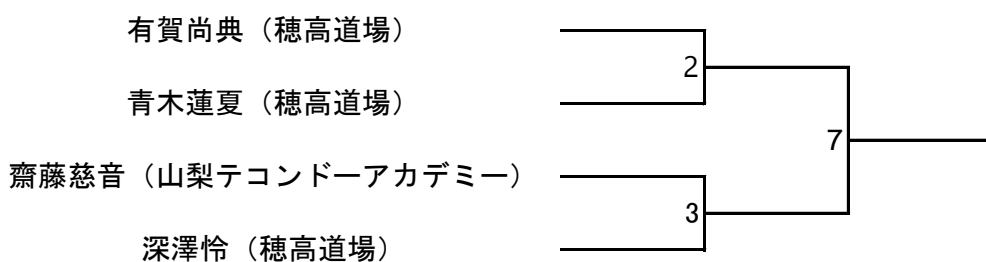 有賀尚典（穂高道場）
2
青木蓮夏（穂高道場）
7
齋藤慈音（山梨テコンドーアカデミー）
3
深澤怜（穂高道場）